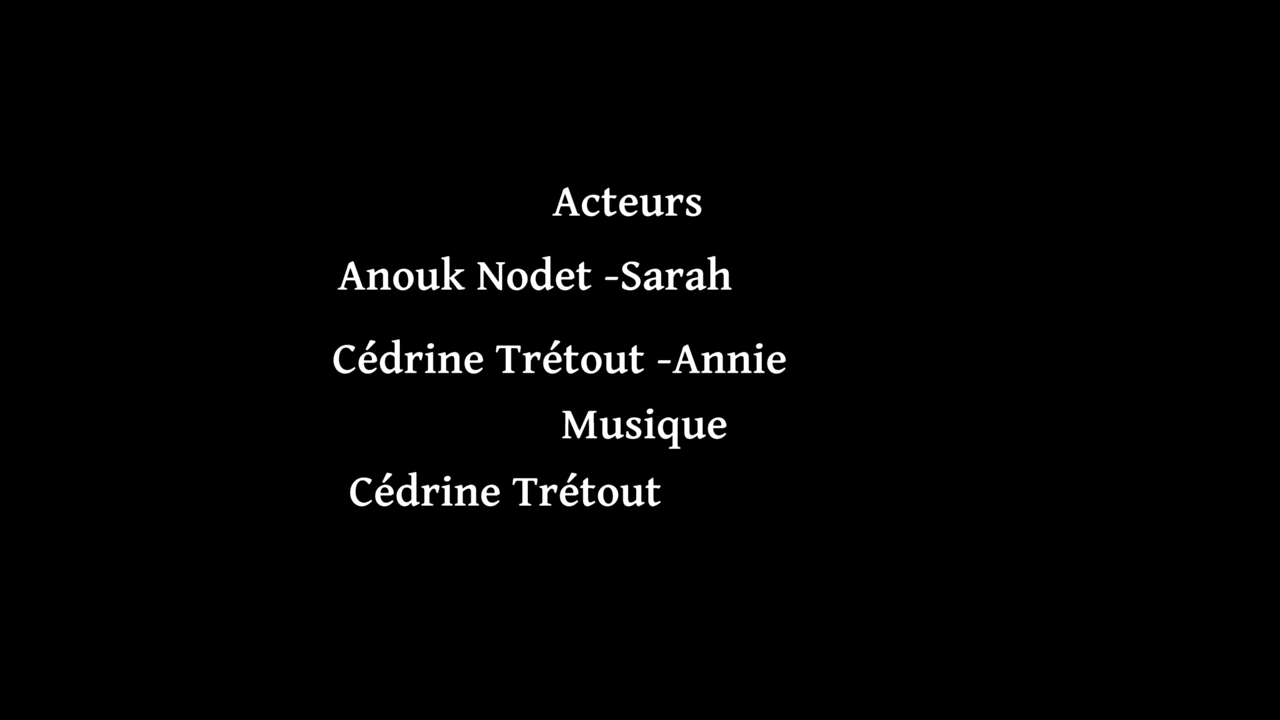 Acteurs
Anouk Nodet -Sarah
Cédrine Trétout -Annie
Musique
Cédrine Trétout